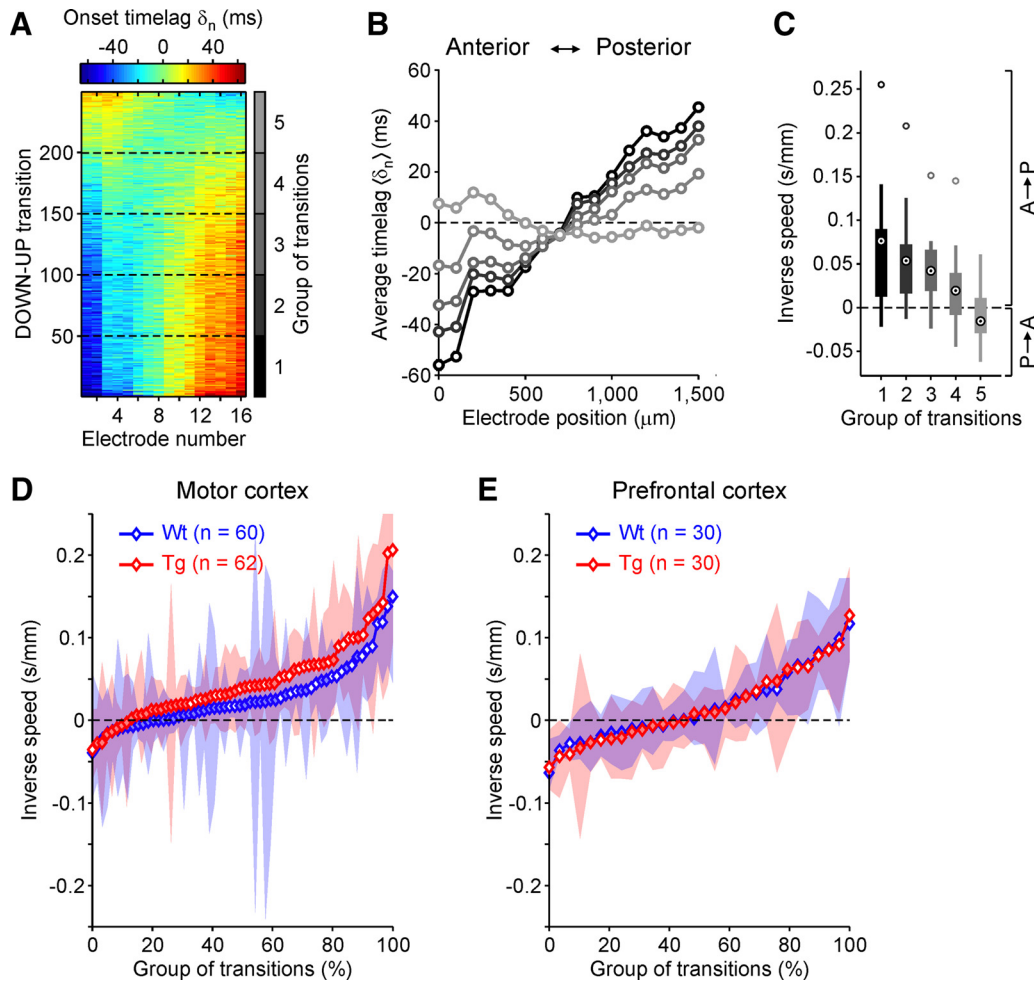 A
Onset timelag δn (ms)
-40 0 40
DOWN-UP transition
200
150
100
50
4 8 12 16
Electrode number
5
4
3
2
1
Group of transitions
B
Anterior ↔ Posterior
Average timelag ⟨δn⟩ (ms)
60
40
20
0
-20
-40
-60
0 500 1,000 1,500
Electrode position (μm)
C
Inverse speed (s/mm)
0.25
0.20
0.15
0.10
0.05
0
-0.05
1 2 3 4 5
Group of transitions
A→P
P→A
D
Motor cortex
Wt (n = 60)
Tg (n = 62)
Inverse speed (s/mm)
0.2
0.1
0
-0.1
-0.2
0 20 40 60 80 100
Group of transitions (%)
E
Prefrontal cortex
Wt (n = 30)
Tg (n = 30)
Inverse speed (s/mm)
0.2
0.1
0
-0.1
-0.2
0 20 40 60 80 100
Group of transitions (%)